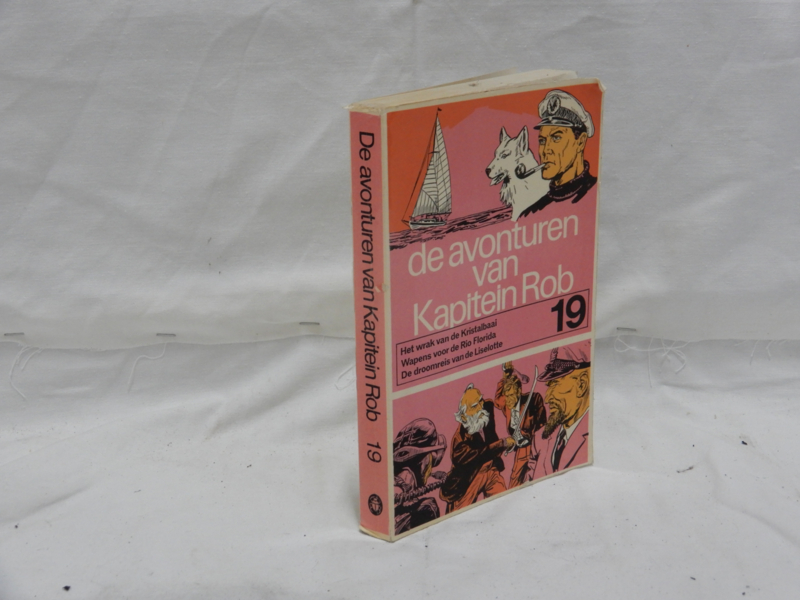 De avonturen van Kapitein Rob 19
de avonturen
van
Kapitein Rob
19
Het wrak van de Kristalbaai
Wapens voor de Rio Florida
De droomreis van de Liselotte